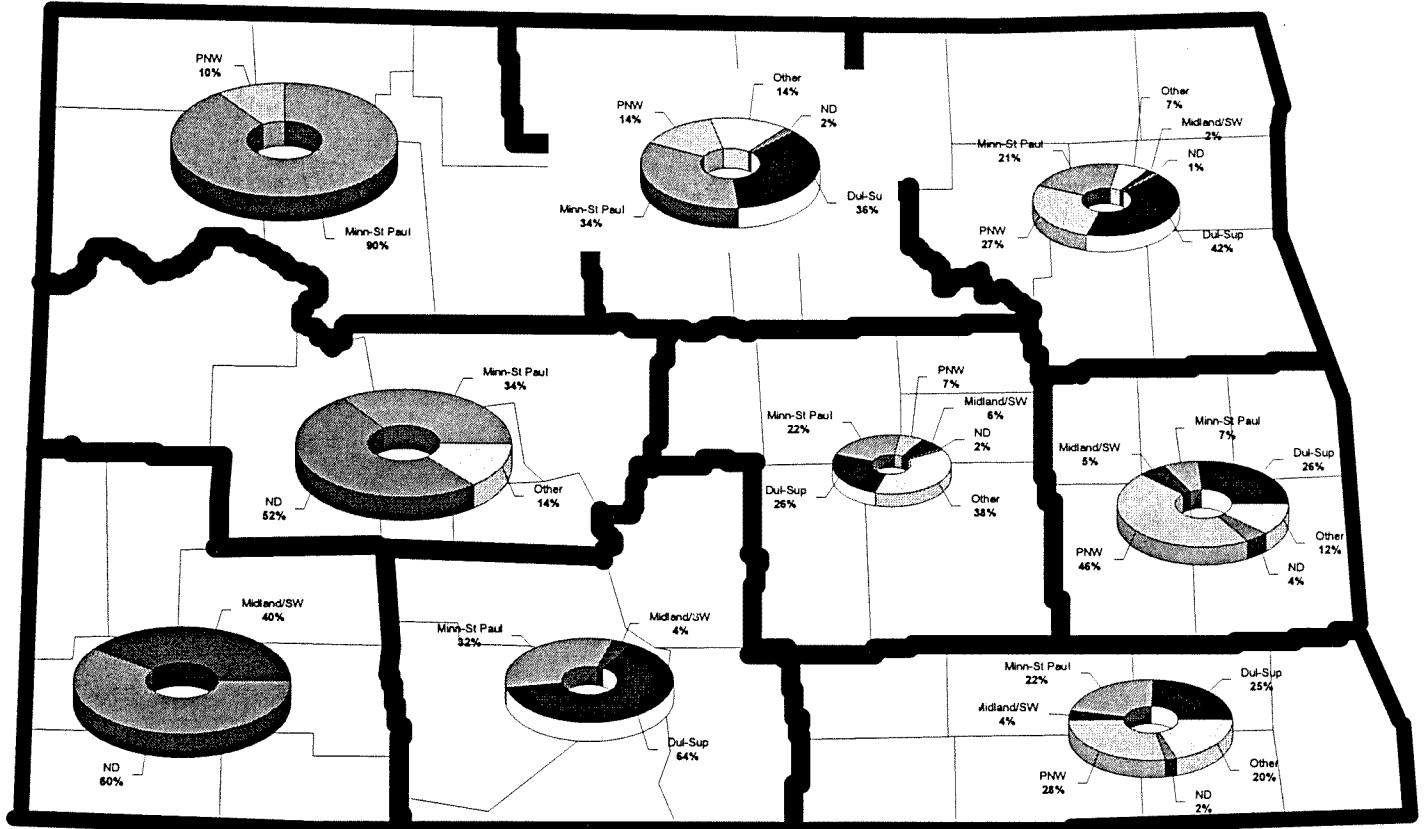 PNW
10%
Minn-St Paul
90%
Other
14%
PNW
14%
ND
2%
Minn-St Paul
34%
Dul-Su
36%
Other
7%
Midland/SW
2%
Minn-St Paul
21%
ND
1%
PNW
27%
Dul-Sup
42%
Minn-St Paul
34%
ND
52%
Other
14%
PNW
7%
Midland/SW
6%
Minn-St Paul
22%
ND
2%
Dul-Sup
26%
Other
38%
Minn-St Paul
7%
Midland/SW
5%
Dul-Sup
26%
PNW
46%
Other
12%
ND
4%
Midland/SW
40%
ND
60%
Minn-St Paul
32%
Midland/SW
4%
Dul-Sup
64%
Minn-St Paul
22%
Dul-Sup
25%
Midland/SW
4%
PNW
28%
Other
20%
ND
2%